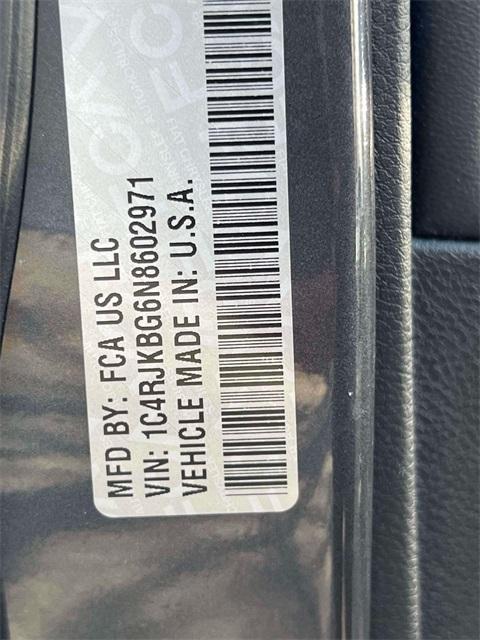 MFD BY: FCA US LLC
VIN: 1C4RJKBG6N8602971
VEHICLE MADE IN: U.S.A.